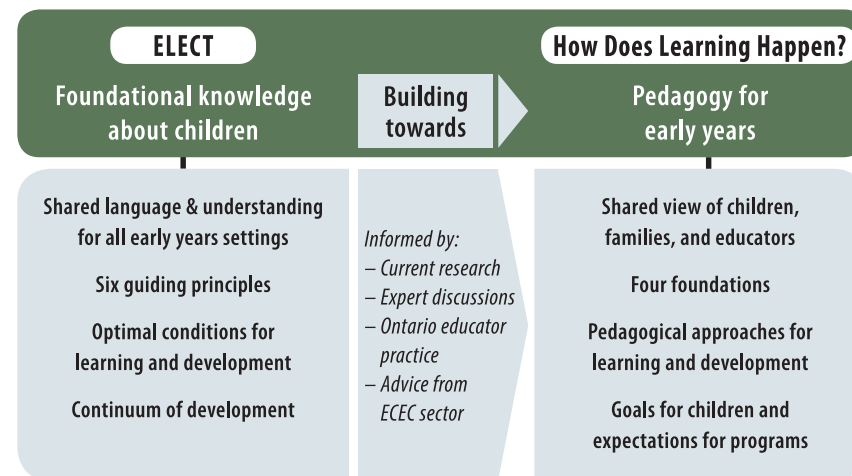 ELECT
Foundational knowledge
about children
Building
towards
How Does Learning Happen?
Pedagogy for
early years
Shared language & understanding
for all early years settings
Six guiding principles
Optimal conditions for
learning and development
Continuum of development
Informed by:
– Current research
– Expert discussions
– Ontario educator
practice
– Advice from
ECEC sector
Shared view of children,
families, and educators
Four foundations
Pedagogical approaches for
learning and development
Goals for children and
expectations for programs